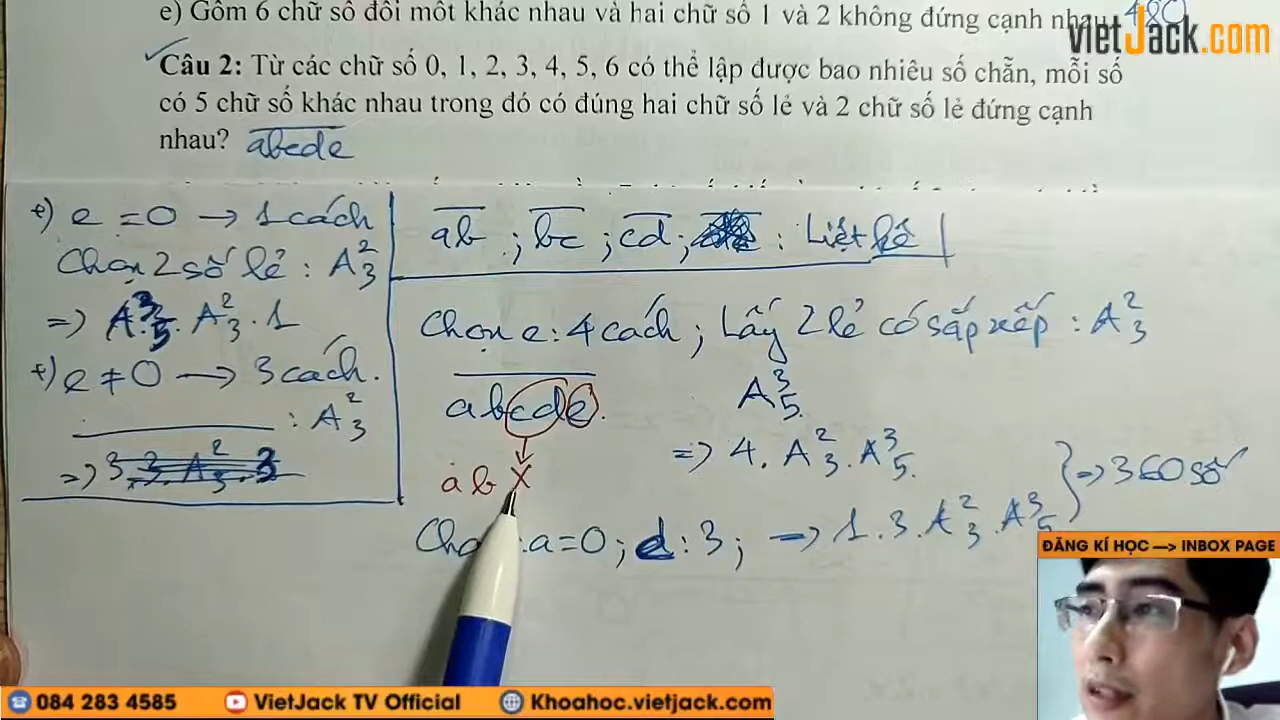 e) Gồm 6 chữ số đôi một khác nhau và hai chữ số 1 và 2 không đứng cạnh nhau 480
vietJack.com
Câu 2: Từ các chữ số 0, 1, 2, 3, 4, 5, 6 có thể lập được bao nhiêu số chẵn, mỗi số
có 5 chữ số khác nhau trong đó có đúng hai chữ số lẻ và 2 chữ số lẻ đứng cạnh
nhau? abcde
+) e = 0 → 1 cách
Chọn 2 số lẻ : A²₃
=> A³₅. A²₃ . 1
+) e ≠ 0 → 3 cách.
: A²₃
=> 3
ab ; bc ; cd ; : Liệt kê
Chọn e : 4 cách ; Lấy 2 lẻ có sắp xếp : A²₃
abcde. A³₅.
=> 4. A²₃ . A³₅.
a b X
=> 360 số
a = 0 ; d : 3 ; → 1 . 3 . A²₃ . A³₅
ĐĂNG KÍ HỌC —> INBOX PAGE
084 283 4585 VietJack TV Official Khoahoc.vietjack.com